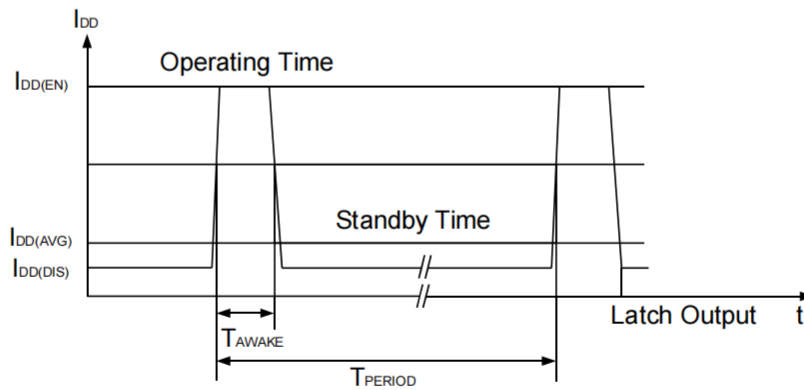 IDD
Operating Time
IDD(EN)
Standby Time
IDD(AVG)
IDD(DIS)
Latch Output t
TAWAKE
TPERIOD